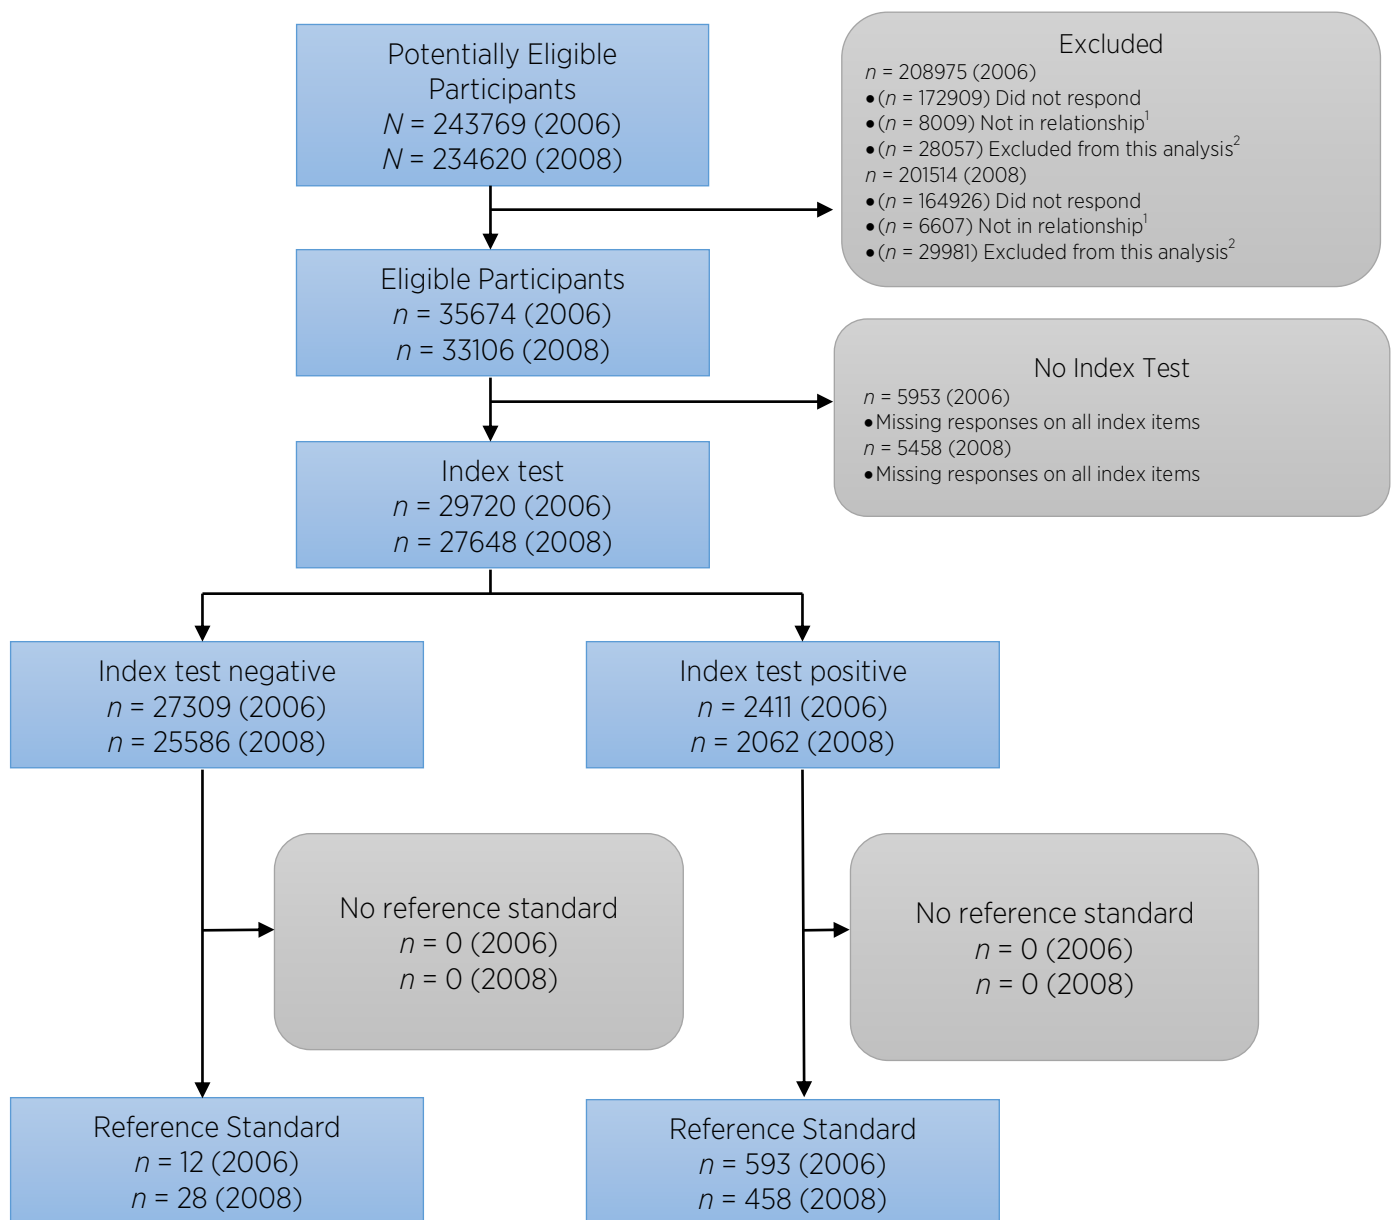 Potentially Eligible
Participants
N = 243769 (2006)
N = 234620 (2008)
Excluded
n = 208975 (2006)
•(n = 172909) Did not respond
•(n = 8009) Not in relationship¹
•(n = 28057) Excluded from this analysis²
n = 201514 (2008)
•(n = 164926) Did not respond
•(n = 6607) Not in relationship¹
•(n = 29981) Excluded from this analysis²
Eligible Participants
n = 35674 (2006)
n = 33106 (2008)
No Index Test
n = 5953 (2006)
•Missing responses on all index items
n = 5458 (2008)
•Missing responses on all index items
Index test
n = 29720 (2006)
n = 27648 (2008)
Index test negative
n = 27309 (2006)
n = 25586 (2008)
Index test positive
n = 2411 (2006)
n = 2062 (2008)
No reference standard
n = 0 (2006)
n = 0 (2008)
No reference standard
n = 0 (2006)
n = 0 (2008)
Reference Standard
n = 12 (2006)
n = 28 (2008)
Reference Standard
n = 593 (2006)
n = 458 (2008)